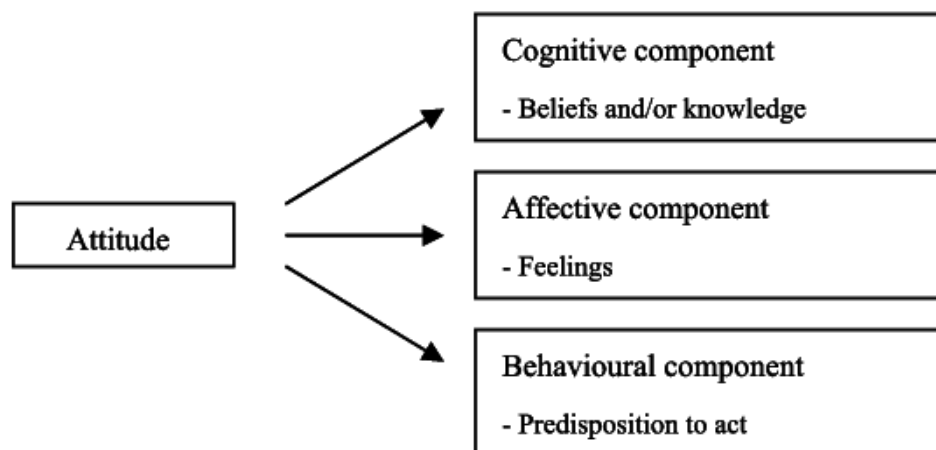 Cognitive component
- Beliefs and/or knowledge
Attitude
Affective component
- Feelings
Behavioural component
- Predisposition to act